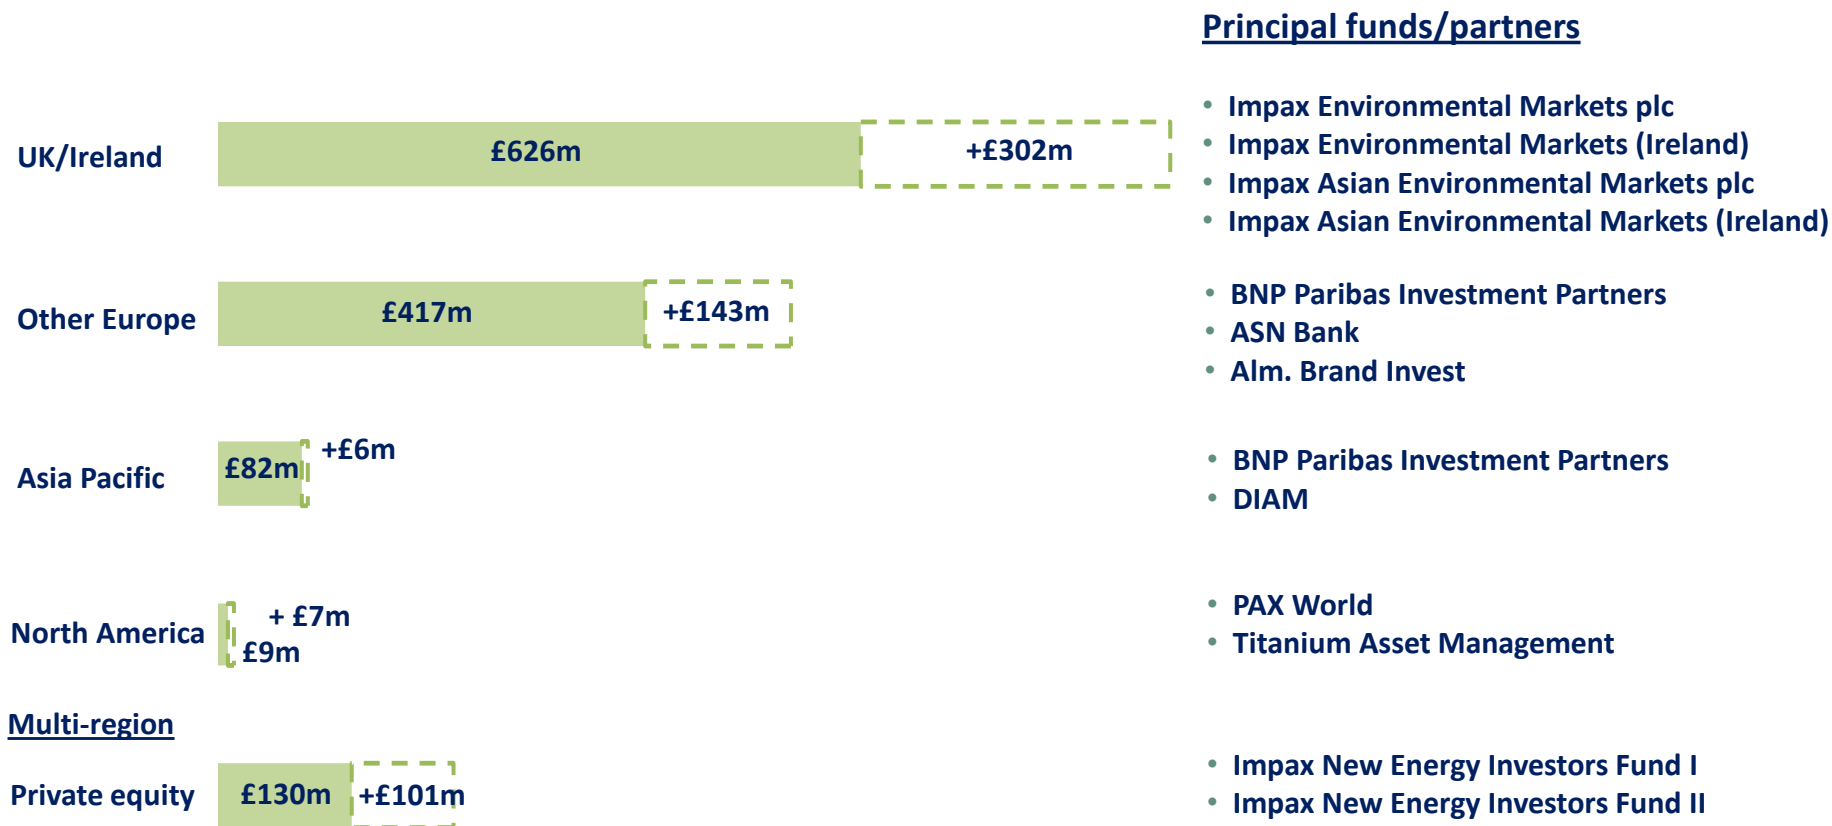 Principal funds/partners
UK/Ireland
£626m
+£302m
• Impax Environmental Markets plc
• Impax Environmental Markets (Ireland)
• Impax Asian Environmental Markets plc
• Impax Asian Environmental Markets (Ireland)
Other Europe
£417m
+£143m
• BNP Paribas Investment Partners
• ASN Bank
• Alm. Brand Invest
Asia Pacific
£82m
+£6m
• BNP Paribas Investment Partners
• DIAM
North America
+ £7m
£9m
• PAX World
• Titanium Asset Management
Multi-region
Private equity
£130m
+£101m
• Impax New Energy Investors Fund I
• Impax New Energy Investors Fund II